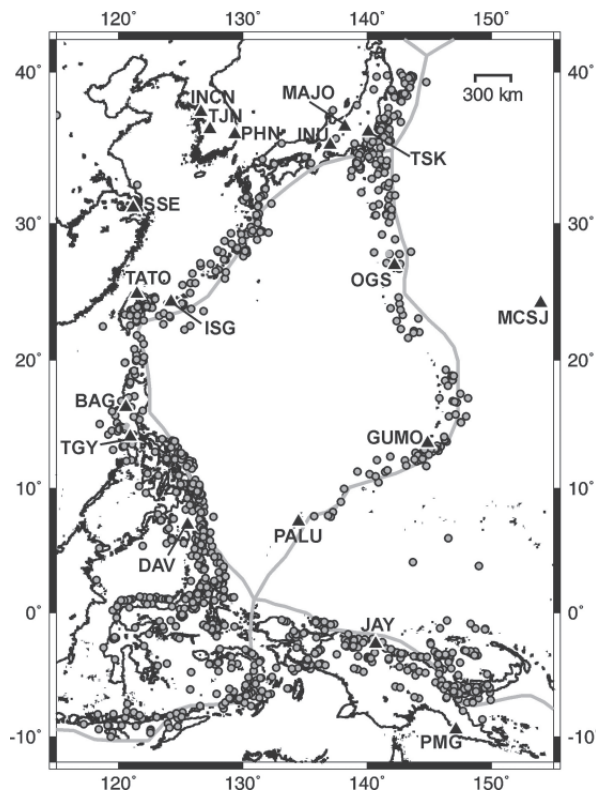 120° 130° 140° 150°
40°
40°
300 km
INCN
MAJO
TJN
PHN
INU
TSK
SSE
30°
30°
TATO
OGS
ISG
MCSJ
20°
20°
BAG
TGY
GUMO
10°
10°
PALU
DAV
0°
0°
JAY
PMG
-10°
-10°
120° 130° 140° 150°